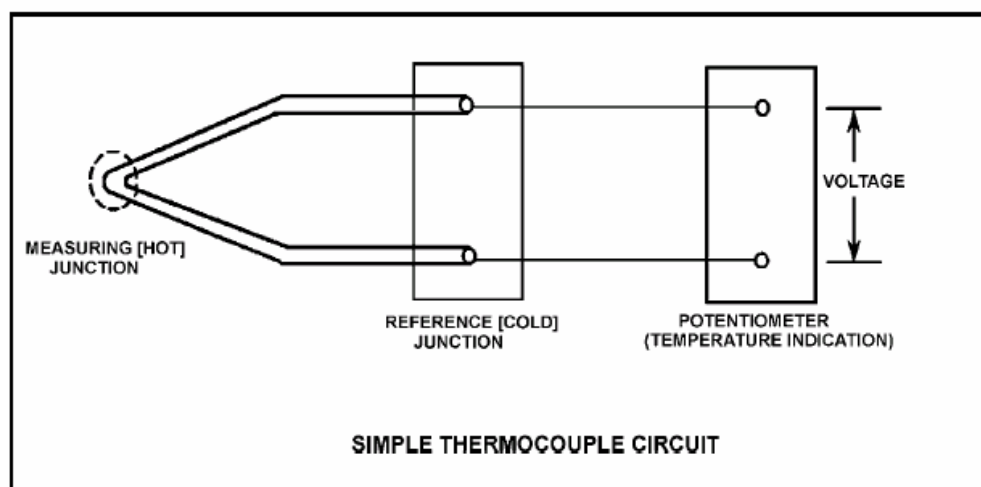 VOLTAGE
MEASURING [HOT]
JUNCTION
REFERENCE [COLD]
JUNCTION
POTENTIOMETER
(TEMPERATURE INDICATION)
SIMPLE THERMOCOUPLE CIRCUIT